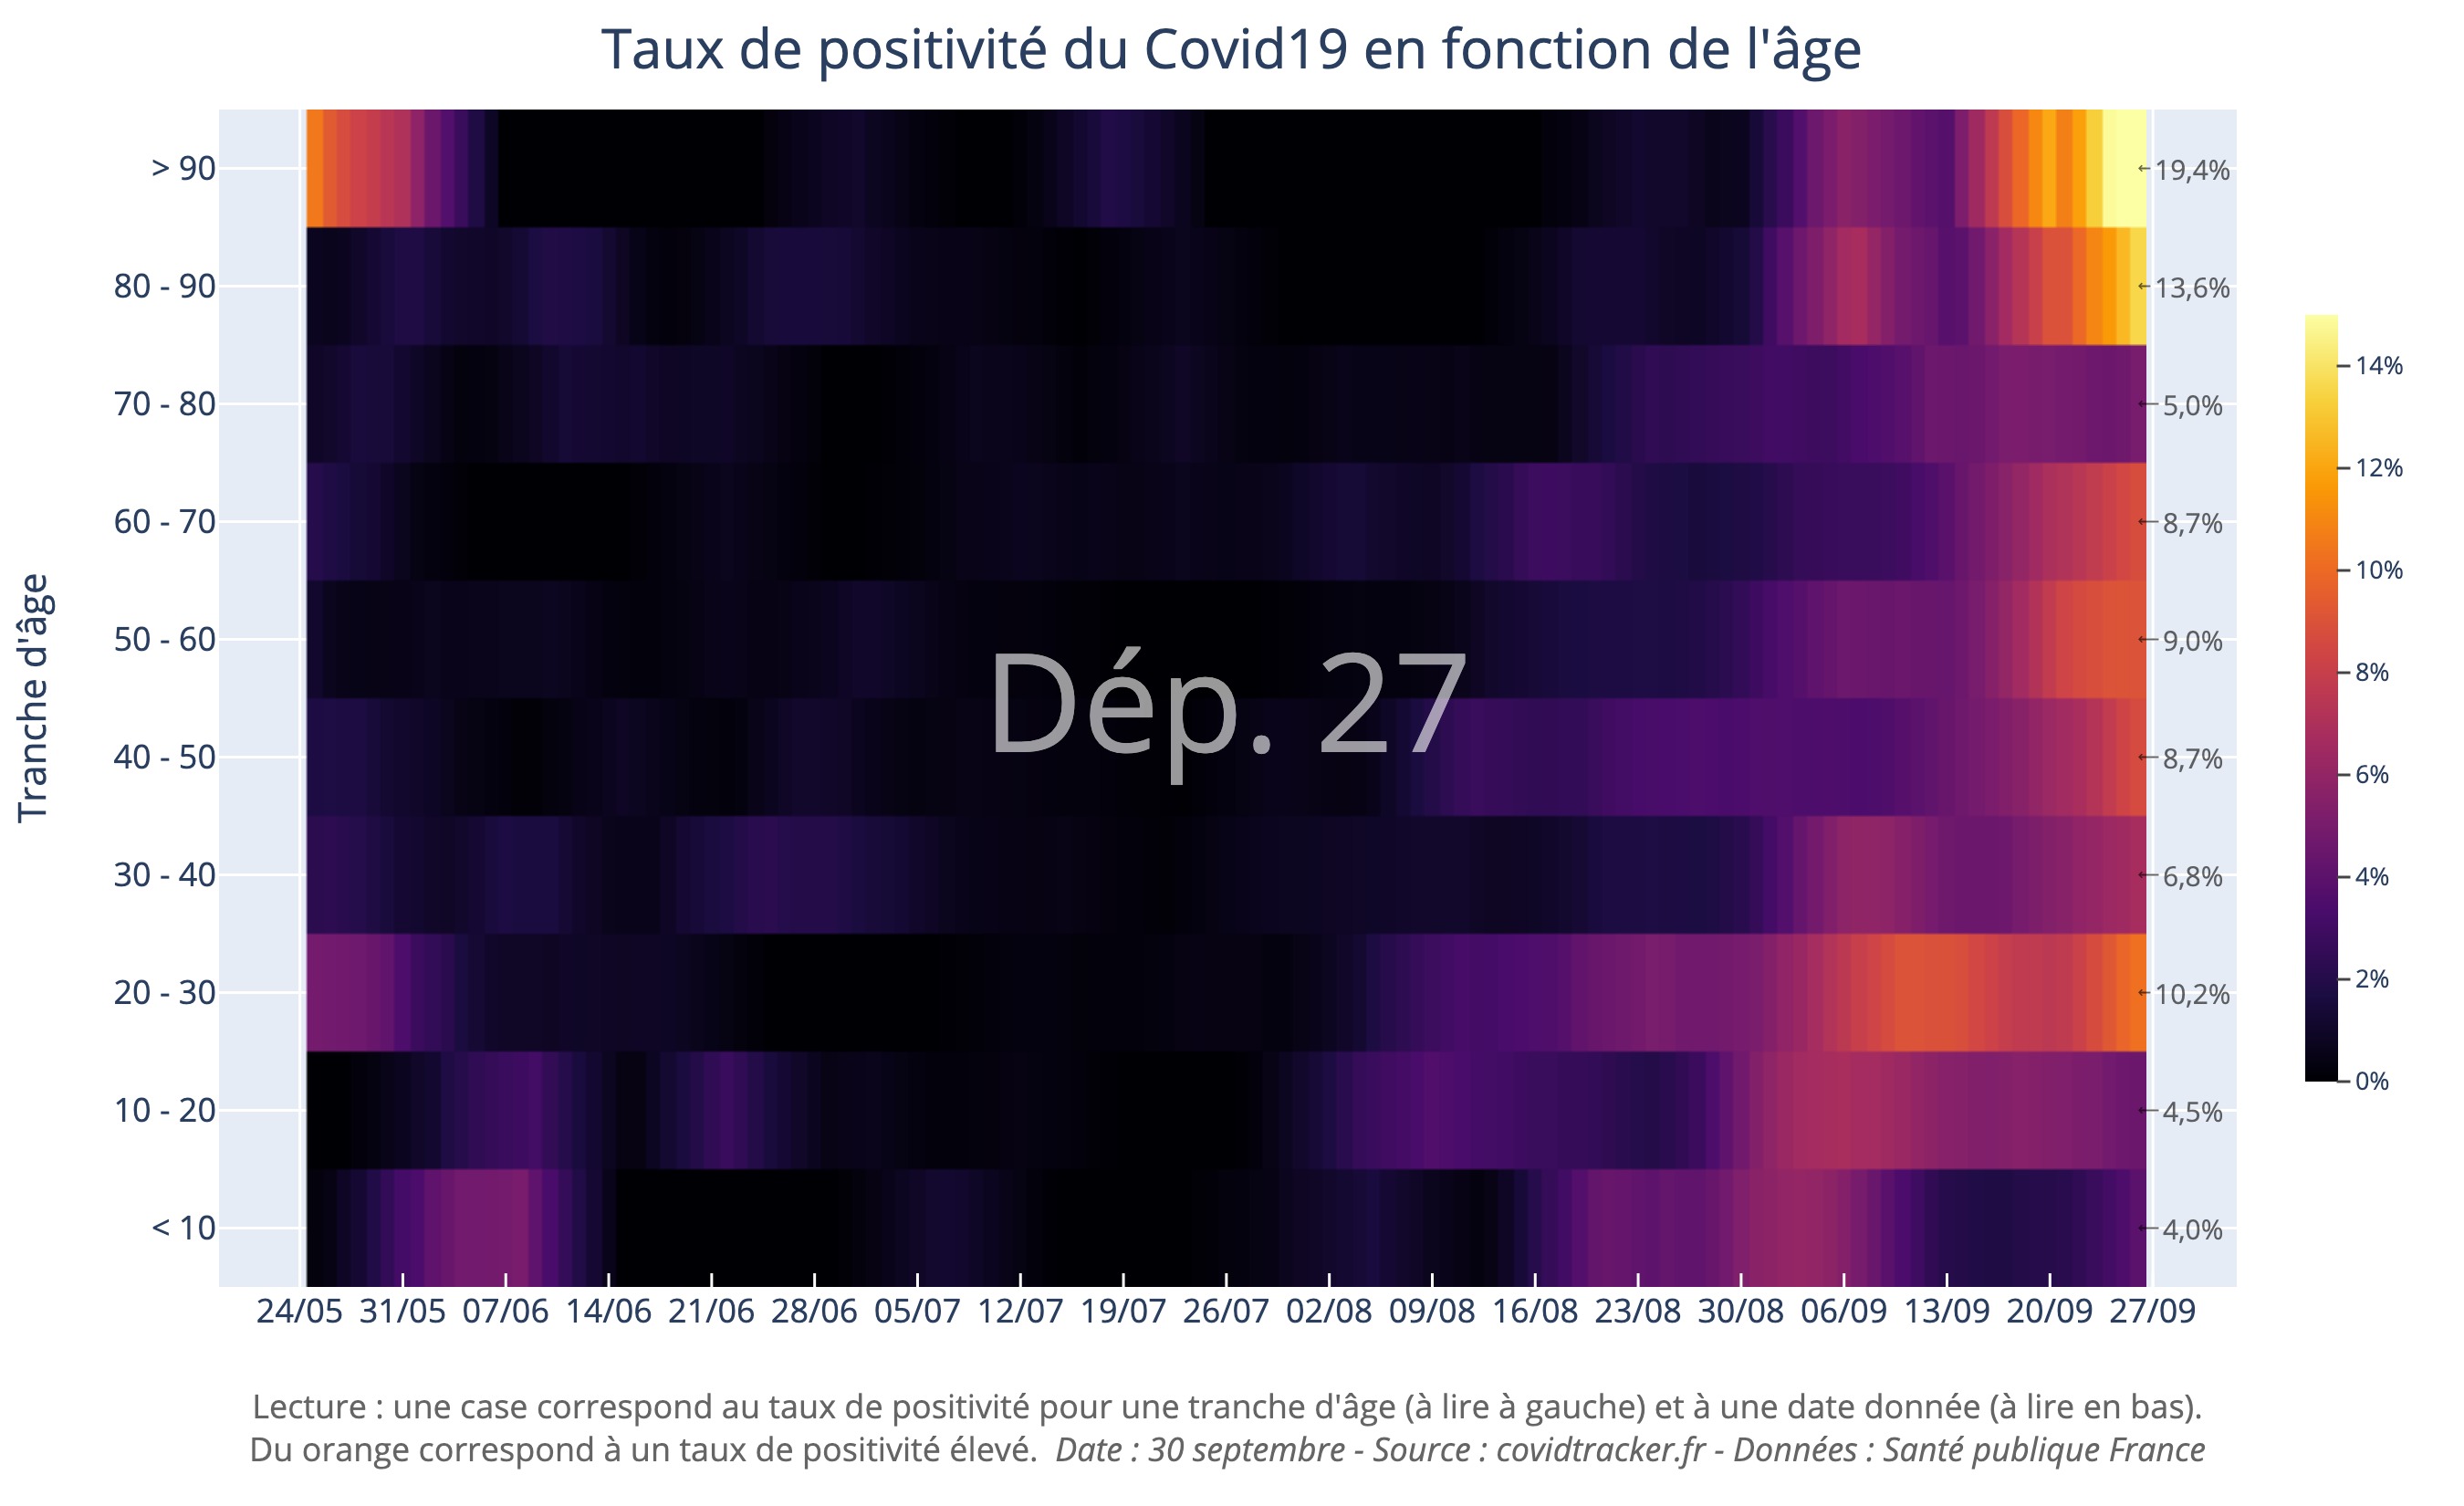 Taux de positivité du Covid19 en fonction de l'âge
Tranche d'âge
> 90
80 - 90
70 - 80
60 - 70
50 - 60
40 - 50
30 - 40
20 - 30
10 - 20
< 10
Dép. 27
19,4%
13,6%
5,0%
8,7%
9,0%
8,7%
6,8%
10,2%
4,5%
4,0%
14%
12%
10%
8%
6%
4%
2%
0%
24/05 31/05 07/06 14/06 21/06 28/06 05/07 12/07 19/07 26/07 02/08 09/08 16/08 23/08 30/08 06/09 13/09 20/09 27/09
Lecture : une case correspond au taux de positivité pour une tranche d'âge (à lire à gauche) et à une date donnée (à lire en bas).
Du orange correspond à un taux de positivité élevé. Date : 30 septembre - Source : covidtracker.fr - Données : Santé publique France